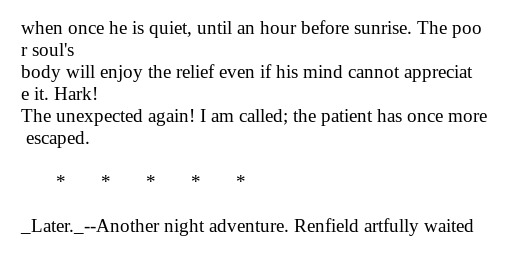 when once he is quiet, until an hour before sunrise. The poo
r soul's
body will enjoy the relief even if his mind cannot appreciat
e it. Hark!
The unexpected again! I am called; the patient has once more
 escaped.
* * * * *
_Later._--Another night adventure. Renfield artfully waited